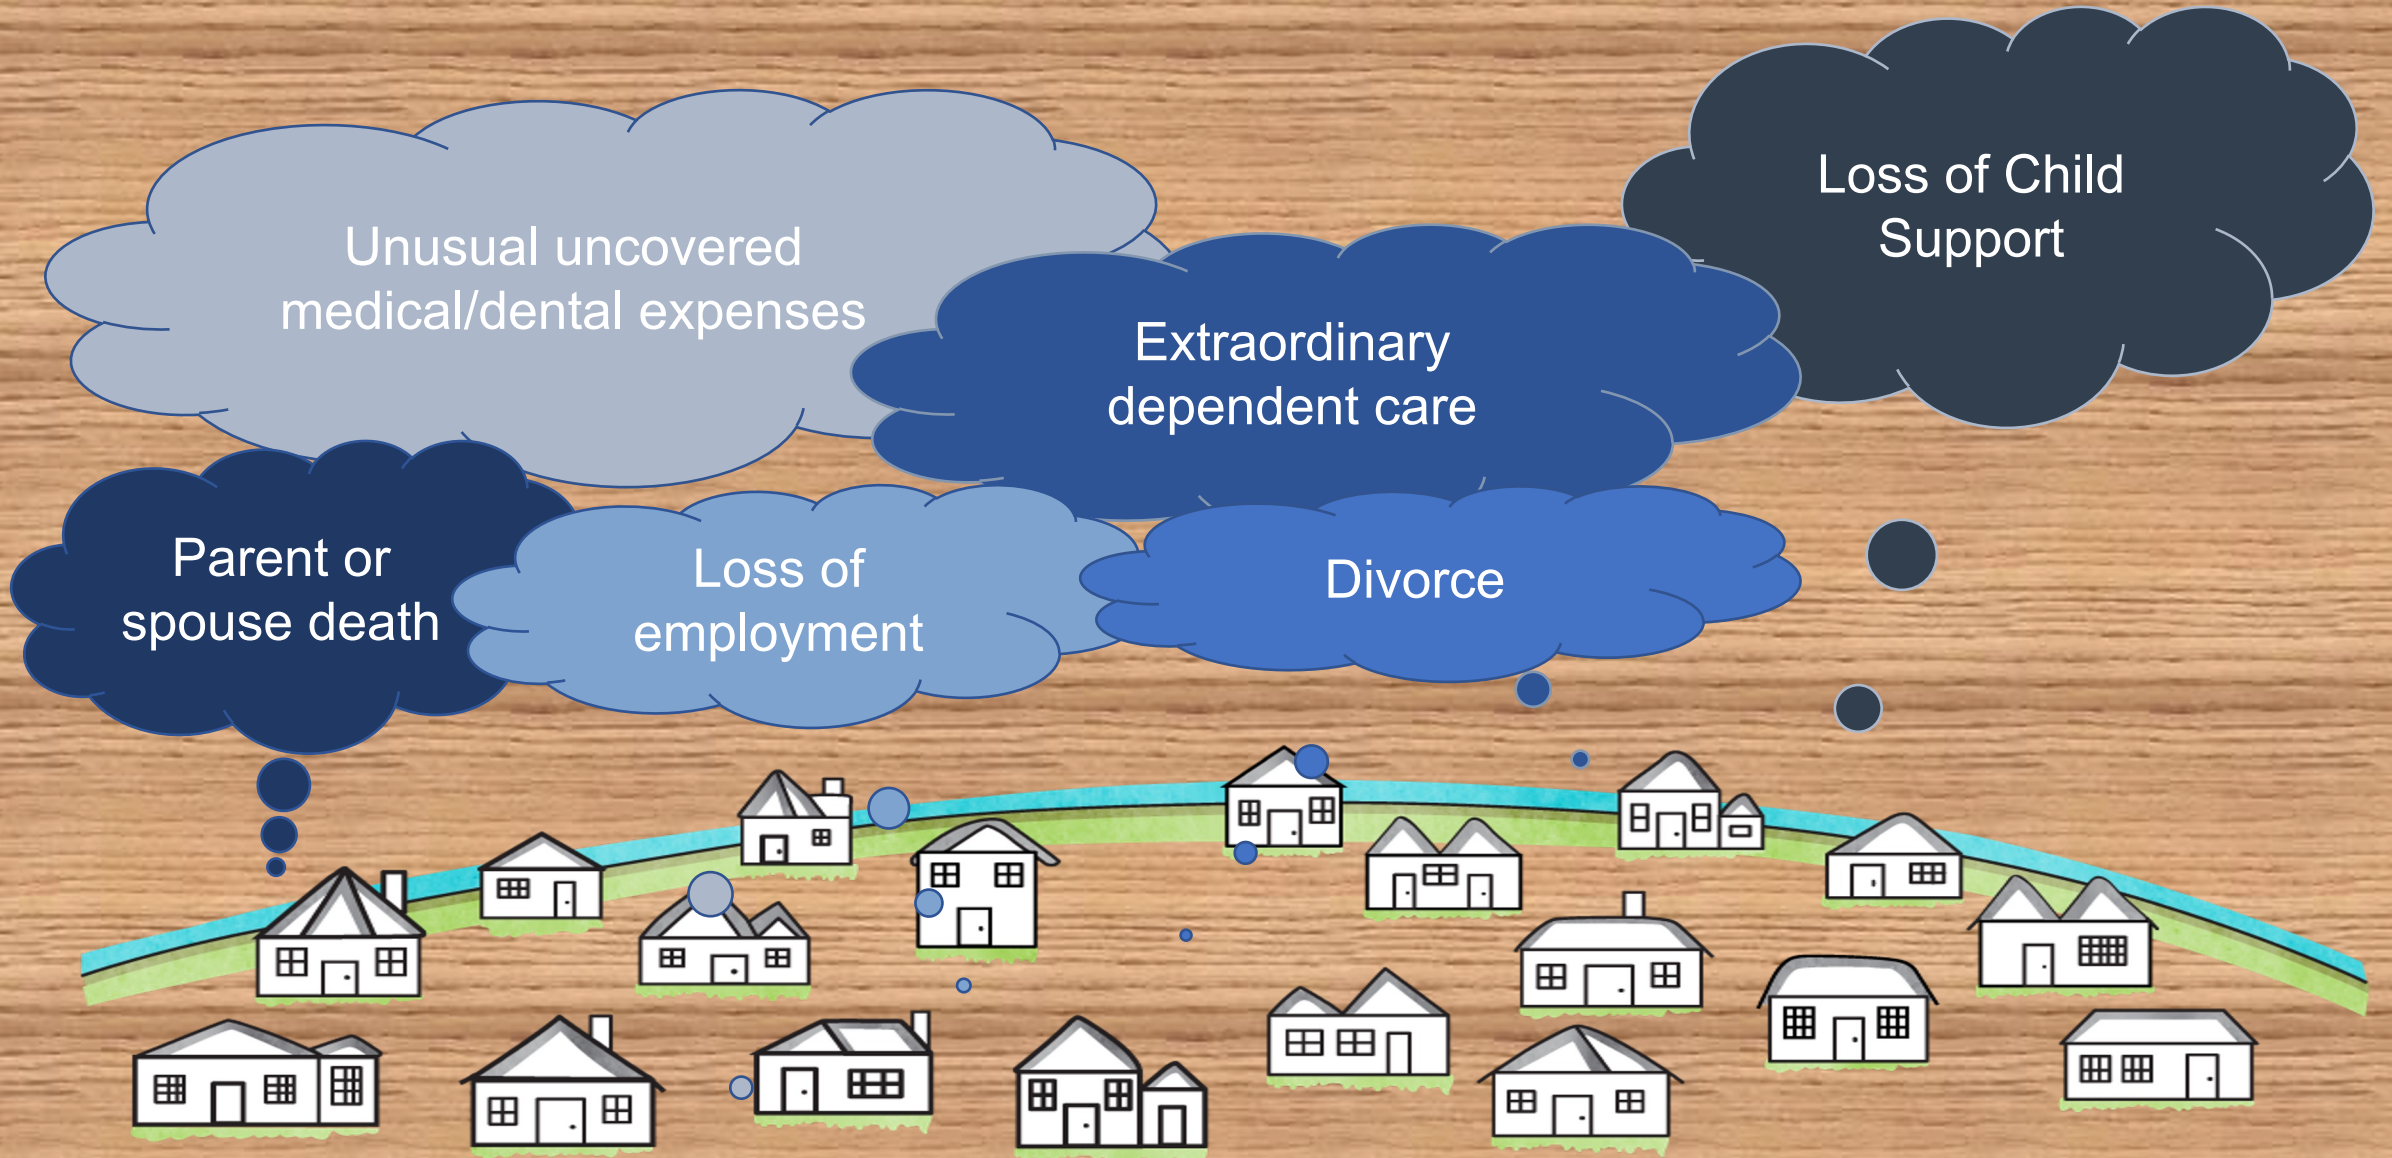 Unusual uncovered
medical/dental expenses
Extraordinary
dependent care
Loss of Child
Support
Parent or
spouse death
Loss of
employment
Divorce